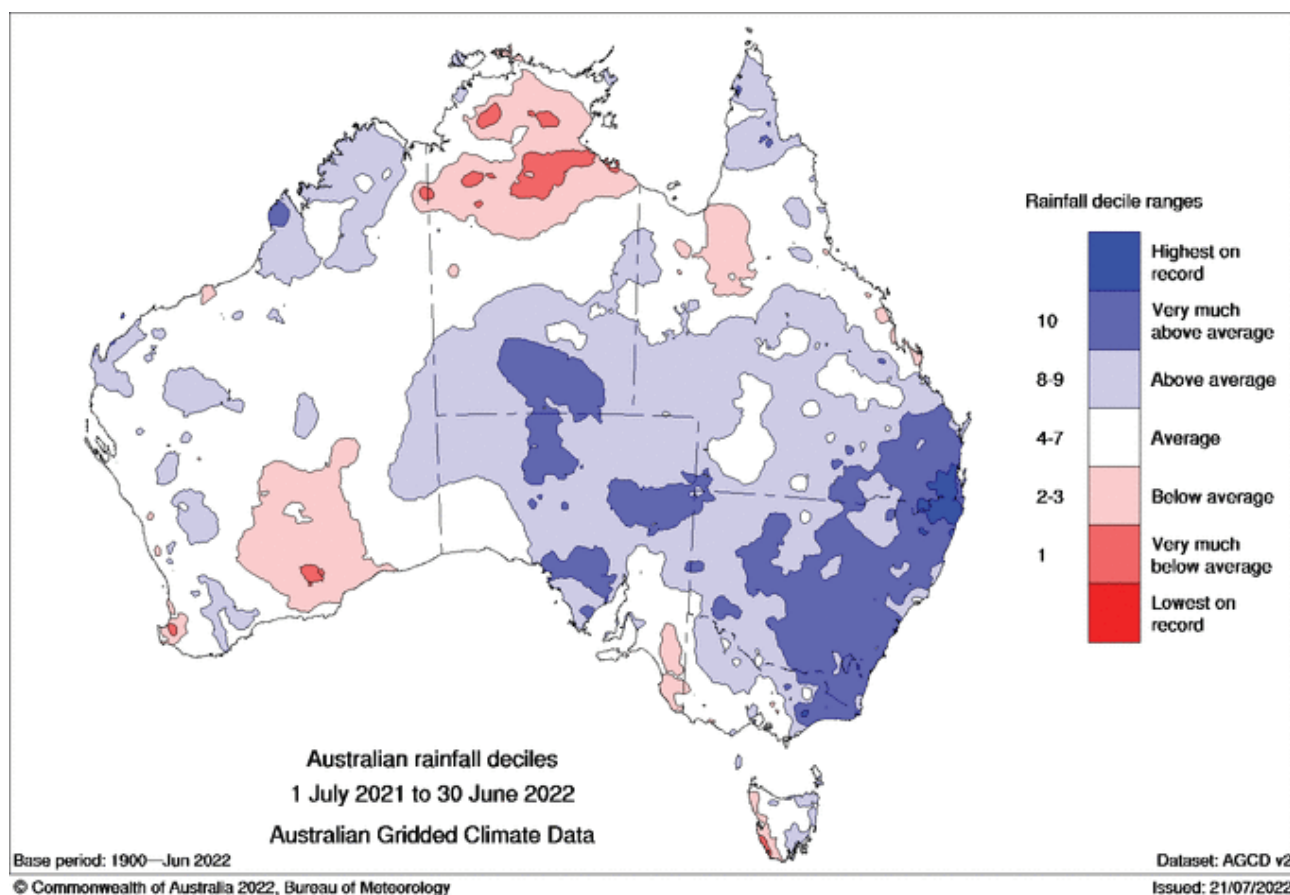 Rainfall decile ranges
Highest on
record
10
Very much
above average
8-9
Above average
4-7
Average
2-3
Below average
1
Very much
below average
Lowest on
record
Australian rainfall deciles
1 July 2021 to 30 June 2022
Australian Gridded Climate Data
Base period: 1900—Jun 2022
Dataset: AGCD v2
© Commonwealth of Australia 2022, Bureau of Meteorology
Issued: 21/07/2022